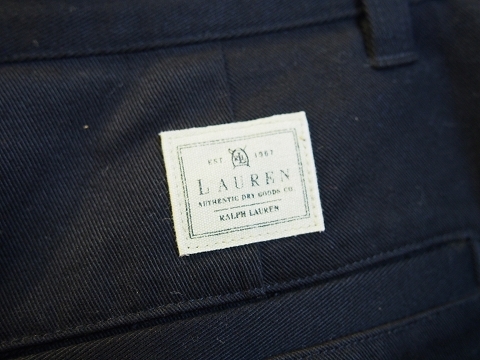 EST 1967
LAUREN
AUTHENTIC DRY GOODS CO.
RALPH LAUREN